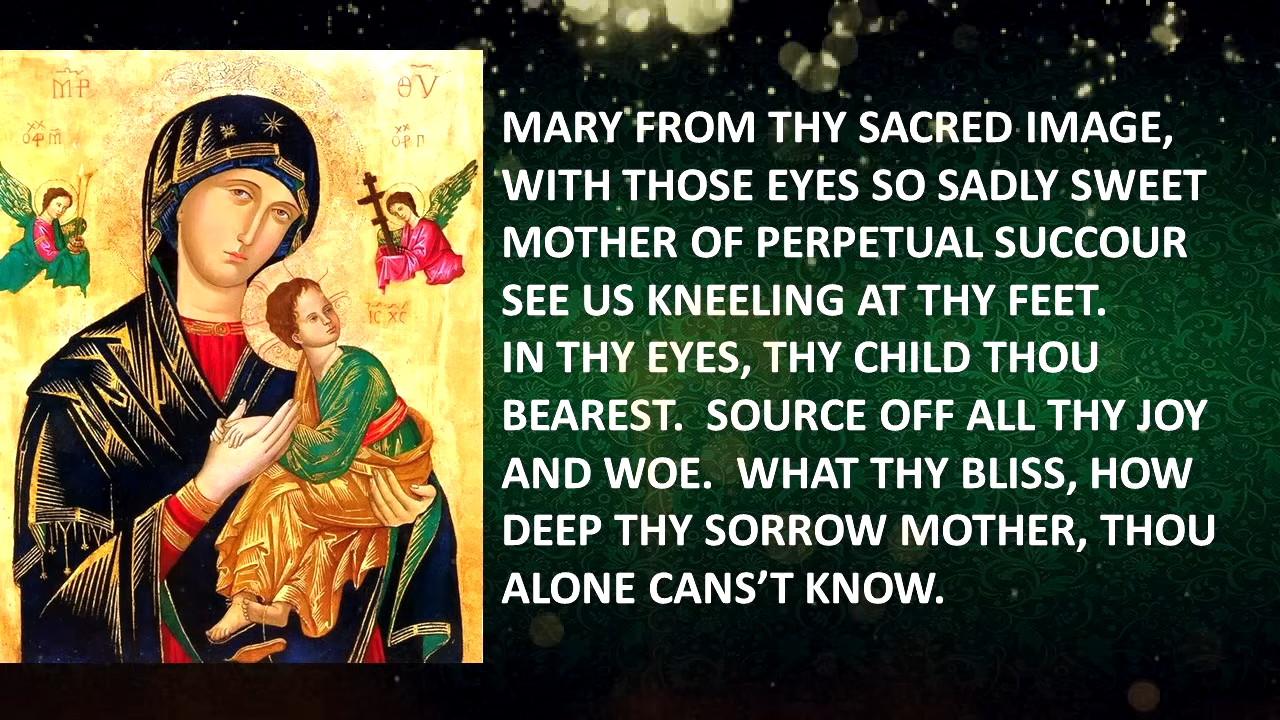 ΜΡ
ΘΥ
MARY FROM THY SACRED IMAGE,
WITH THOSE EYES SO SADLY SWEET
MOTHER OF PERPETUAL SUCCOUR
SEE US KNEELING AT THY FEET.
IN THY EYES, THY CHILD THOU
BEAREST.  SOURCE OFF ALL THY JOY
AND WOE.  WHAT THY BLISS, HOW
DEEP THY SORROW MOTHER, THOU
ALONE CANS’T KNOW.
IC XC